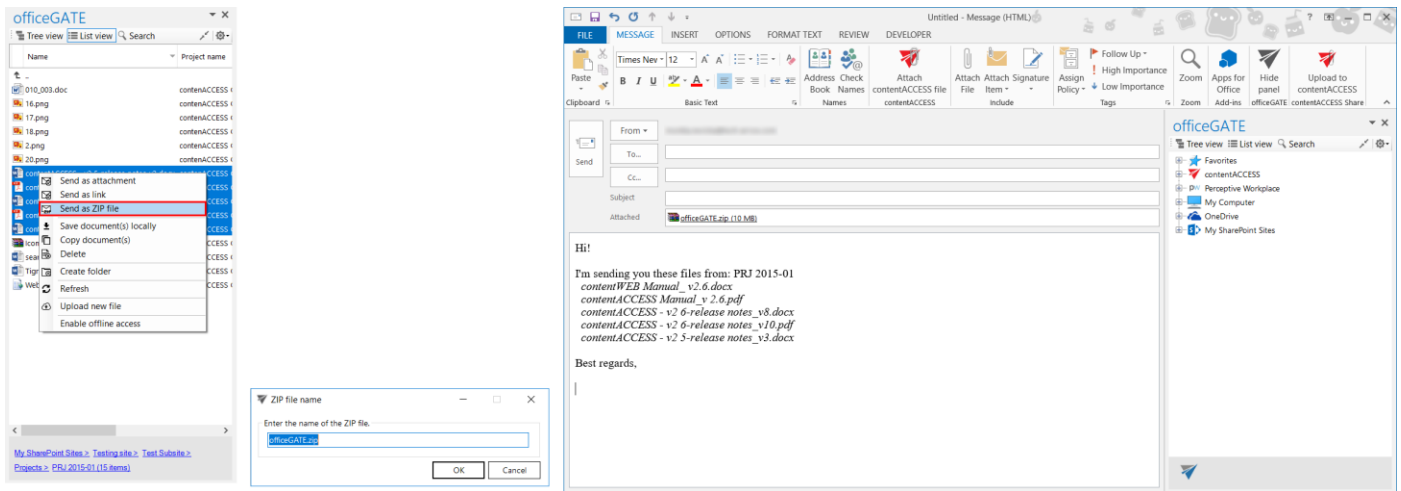 officeGATE
Tree view List view Search
Name Project name
..
010_003.doc contenACCESS
16.png contenACCESS
17.png contenACCESS
18.png contenACCESS
2.png contenACCESS
20.png contenACCESS
Send as attachment
Send as link
Send as ZIP file
Save document(s) locally
Copy document(s)
Delete
Create folder
Refresh
Upload new file
Enable offline access
My SharePoint Sites > Testing site > Test Subsite >
Projects > PRJ 2015-01 (15 items)
ZIP file name
Enter the name of the ZIP file.
officeGATE.zip
OK Cancel
Untitled - Message (HTML)
FILE MESSAGE INSERT OPTIONS FORMAT TEXT REVIEW DEVELOPER
Paste
Clipboard
Times Nev 12
B I U
Basic Text
Address Book
Check Names
Names
Attach contentACCESS file
contentACCESS
Attach File
Attach Item
Signature
Include
Assign Policy
Follow Up
High Importance
Low Importance
Tags
Zoom
Zoom
Apps for Office
Add-ins
Hide panel
officeGATE
Upload to contentACCESS
contentACCESS Share
Send
From
To...
Cc...
Subject
Attached officeGATE.zip (10 MB)
Hi!
I'm sending you these files from: PRJ 2015-01
contentWEB Manual_ v2.6.docx
contentACCESS Manual_v 2.6.pdf
contentACCESS - v2 6-release notes_v8.docx
contentACCESS - v2 6-release notes_v10.pdf
contentACCESS - v2 5-release notes_v3.docx
Best regards,
officeGATE
Tree view List view Search
Favorites
contentACCESS
Perceptive Workplace
My Computer
OneDrive
My SharePoint Sites